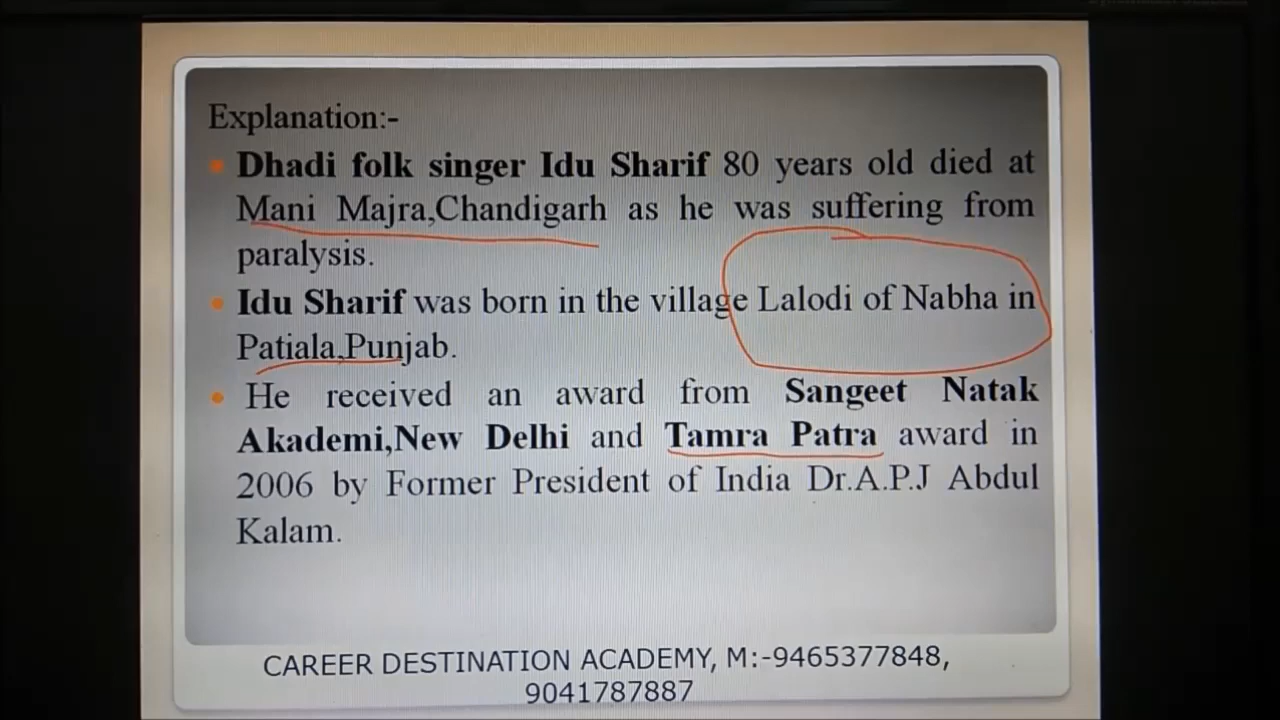 Explanation:-
Dhadi folk singer Idu Sharif 80 years old died at
Mani Majra,Chandigarh as he was suffering from
paralysis.
Idu Sharif was born in the village Lalodi of Nabha in
Patiala,Punjab.
He received an award from Sangeet Natak
Akademi,New Delhi and Tamra Patra award in
2006 by Former President of India Dr.A.P.J Abdul
Kalam.
CAREER DESTINATION ACADEMY, M:-9465377848,
9041787887